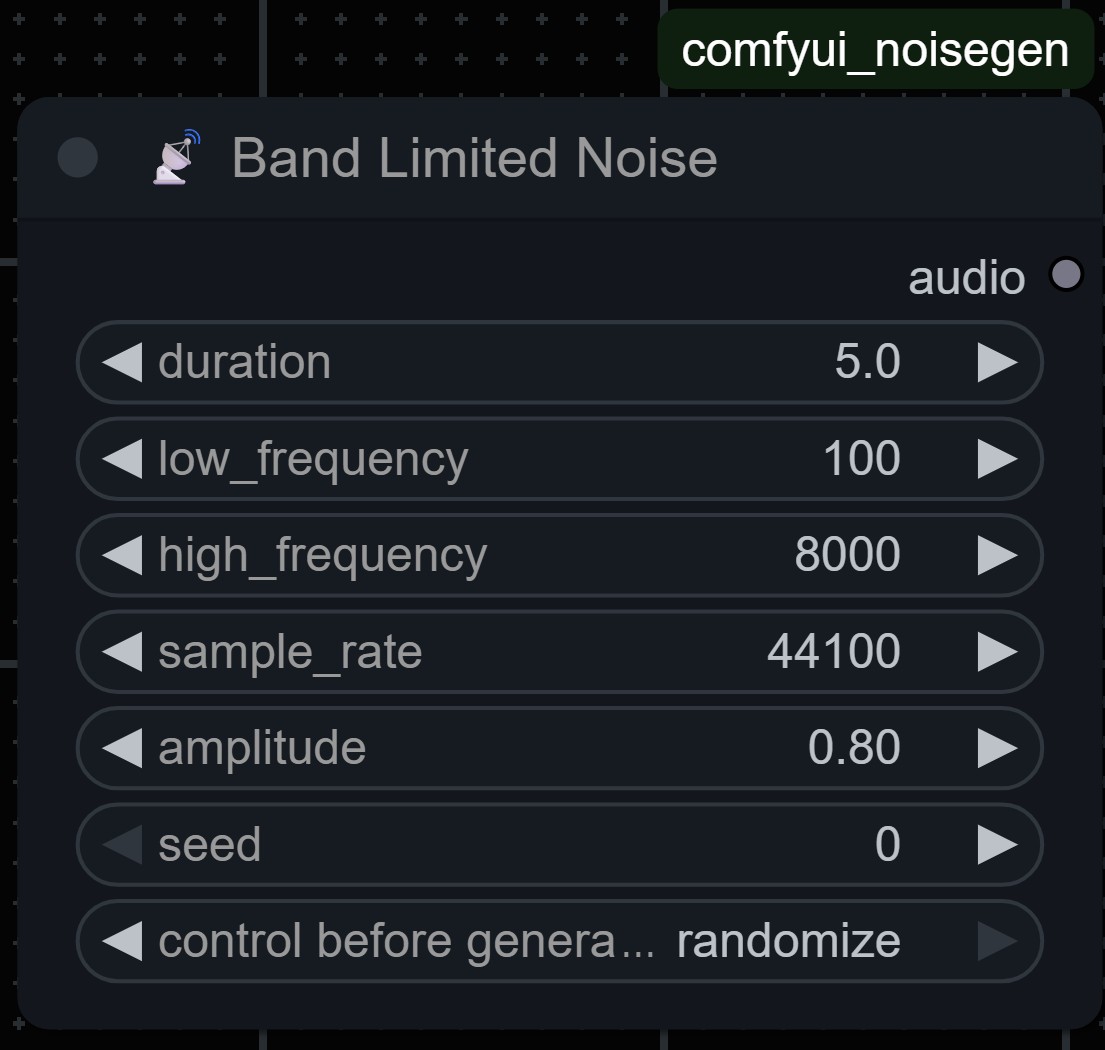 comfyui_noisegen
Band Limited Noise
audio
duration 5.0
low_frequency 100
high_frequency 8000
sample_rate 44100
amplitude 0.80
seed 0
control before genera... randomize